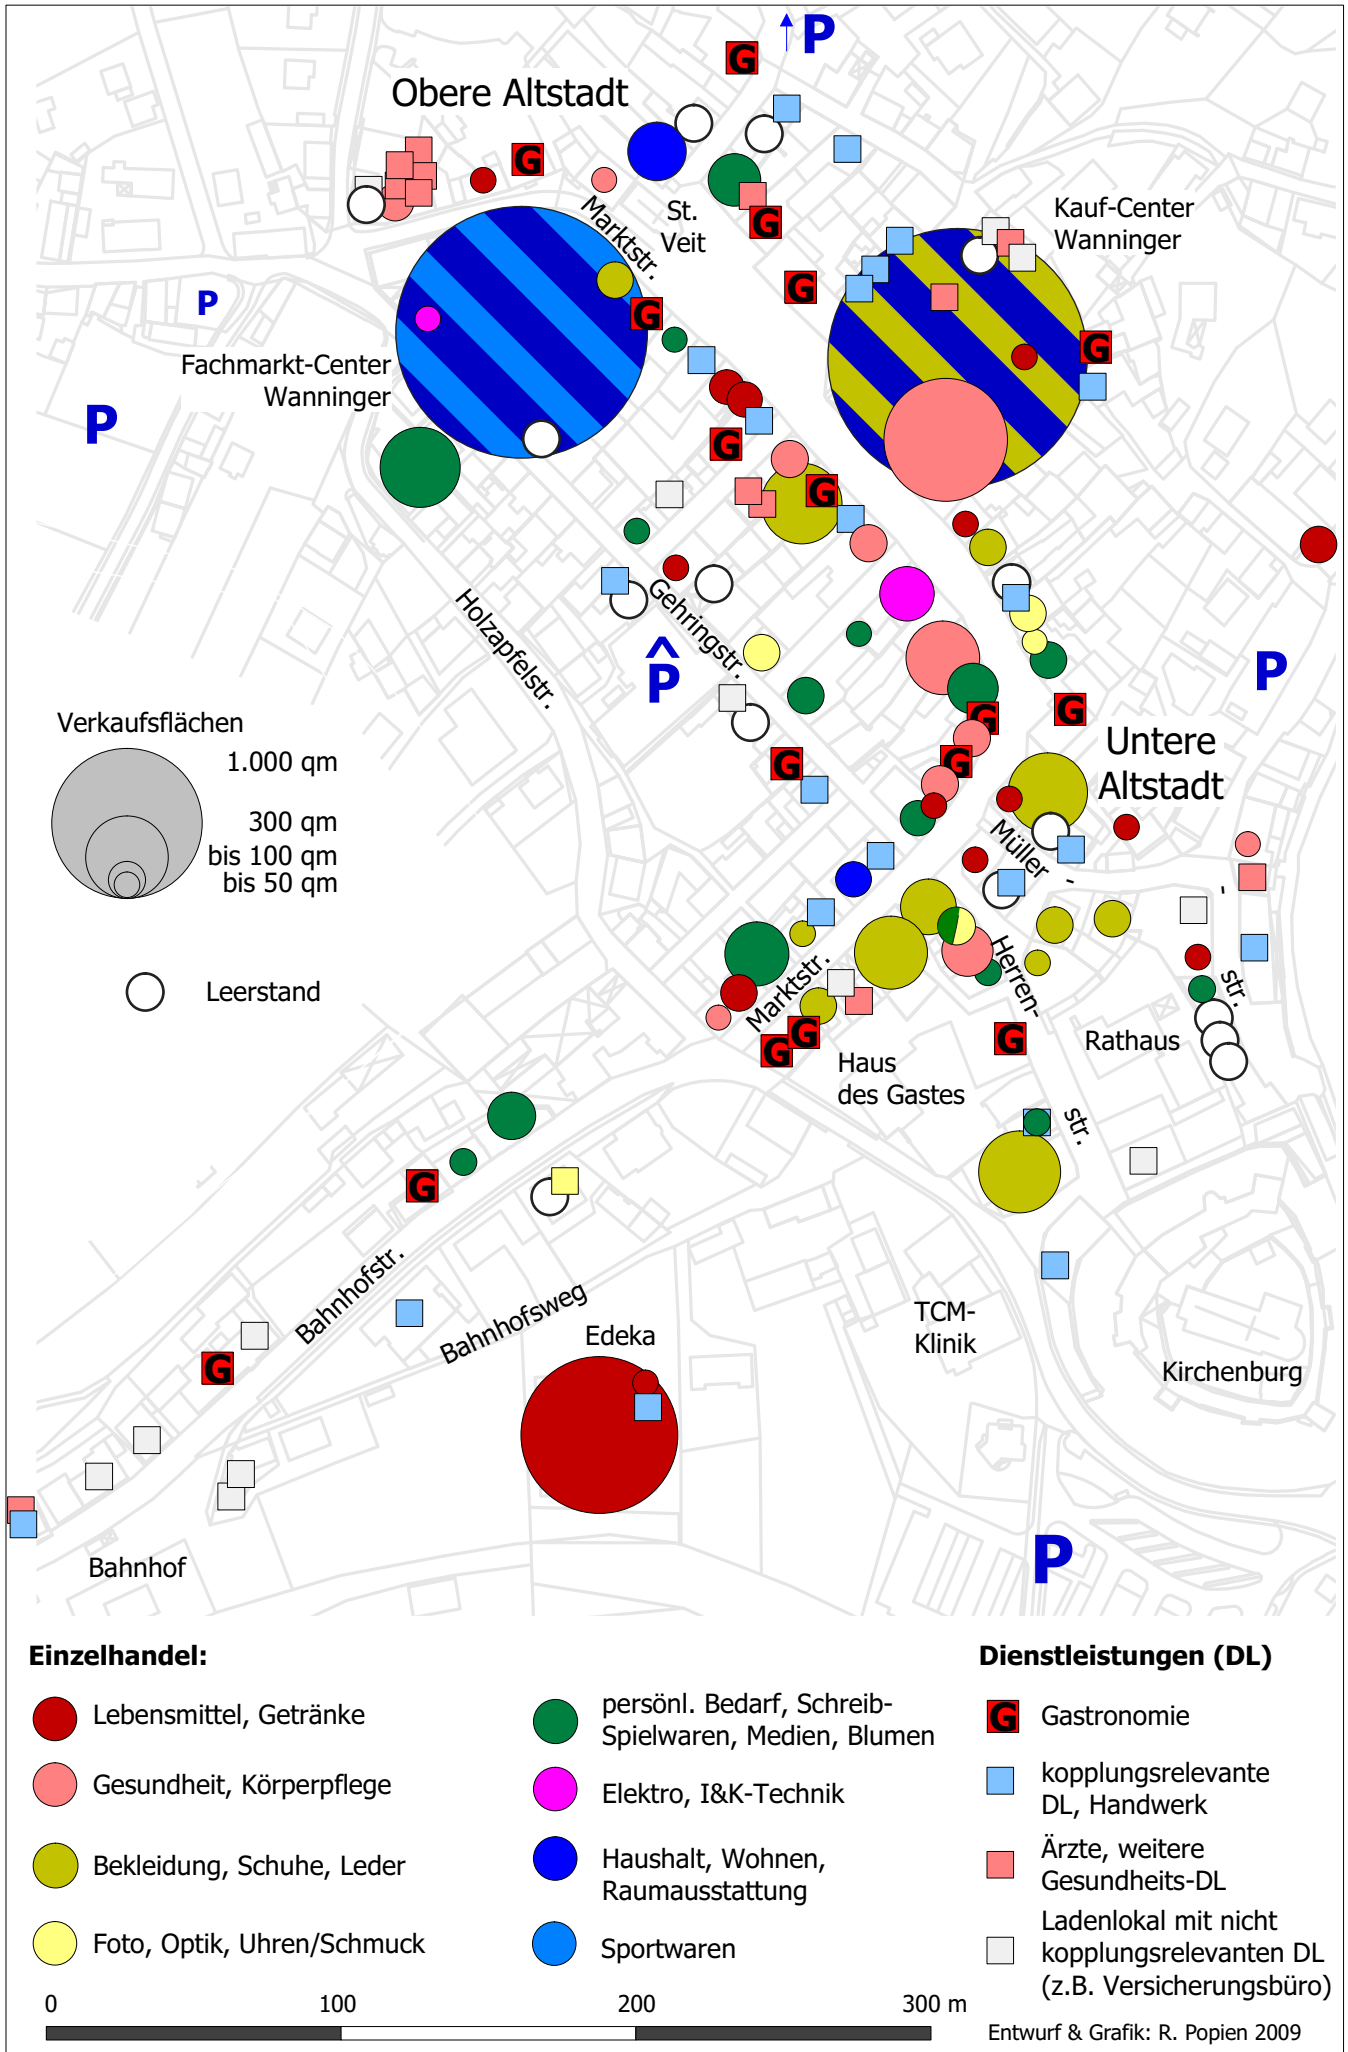 P
G
Obere Altstadt
G
St.
Veit
Marktstr.
G
Kauf-Center
Wanninger
G
P
G
Fachmarkt-Center
Wanninger
G
P
G
G
Holzapfelstr.
Gehringstr.
^
P
P
G
G
Verkaufsflächen
1.000 qm
300 qm
bis 100 qm
bis 50 qm
G
G
Untere
Altstadt
Müller -
-
str.
Leerstand
Marktstr.
Herren-
str.
G
G
G
Rathaus
Haus
des Gastes
G
Bahnhofstr.
Bahnhofsweg
Edeka
TCM-
Klinik
Kirchenburg
G
Bahnhof
P
Einzelhandel:
Lebensmittel, Getränke
Gesundheit, Körperpflege
Bekleidung, Schuhe, Leder
Foto, Optik, Uhren/Schmuck
persönl. Bedarf, Schreib-
Spielwaren, Medien, Blumen
Elektro, I&K-Technik
Haushalt, Wohnen,
Raumausstattung
Sportwaren
Dienstleistungen (DL)
G
Gastronomie
kopplungsrelevante
DL, Handwerk
Ärzte, weitere
Gesundheits-DL
Ladenlokal mit nicht
kopplungsrelevanten DL
(z.B. Versicherungsbüro)
0 100 200 300 m
Entwurf & Grafik: R. Popien 2009